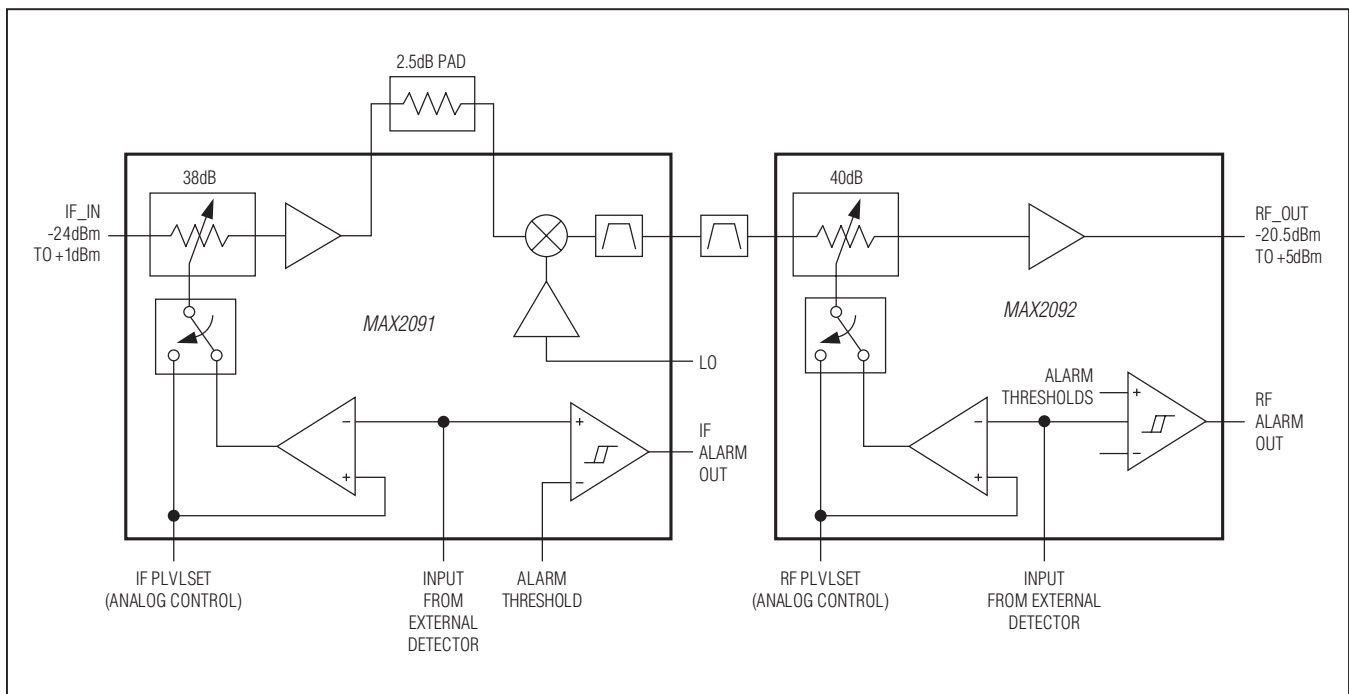 2.5dB PAD
38dB
IF_IN
-24dBm
TO +1dBm
MAX2091
LO
IF
ALARM
OUT
+
-
+
-
IF PLVLSET
(ANALOG CONTROL)
INPUT
FROM
EXTERNAL
DETECTOR
ALARM
THRESHOLD
40dB
RF_OUT
-20.5dBm
TO +5dBm
MAX2092
ALARM
THRESHOLDS
RF
ALARM
OUT
-
+
+
-
RF PLVLSET
(ANALOG CONTROL)
INPUT
FROM EXTERNAL
DETECTOR